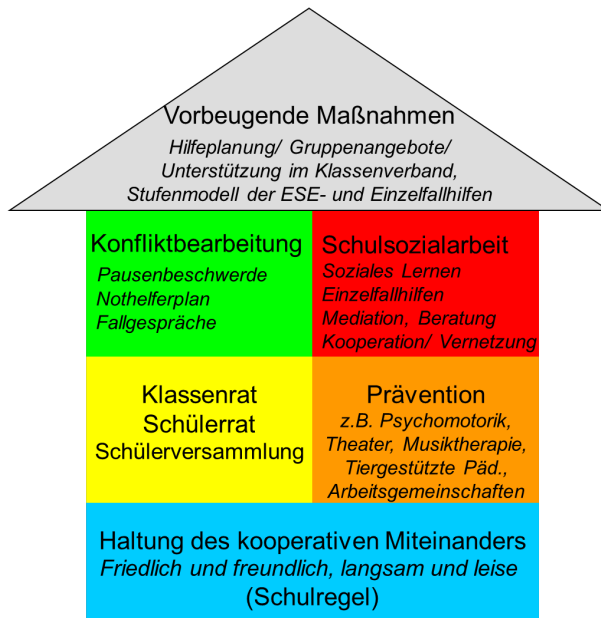 Vorbeugende Maßnahmen
Hilfeplanung/ Gruppenangebote/
Unterstützung im Klassenverband,
Stufenmodell der ESE- und Einzelfallhilfen
Konfliktbearbeitung
Pausenbeschwerde
Nothelferplan
Fallgespräche
Schulsozialarbeit
Soziales Lernen
Einzelfallhilfen
Mediation, Beratung
Kooperation/ Vernetzung
Klassenrat
Schülerrat
Schülerversammlung
Prävention
z.B. Psychomotorik,
Theater, Musiktherapie,
Tiergestützte Päd.,
Arbeitsgemeinschaften
Haltung des kooperativen Miteinanders
Friedlich und freundlich, langsam und leise
(Schulregel)